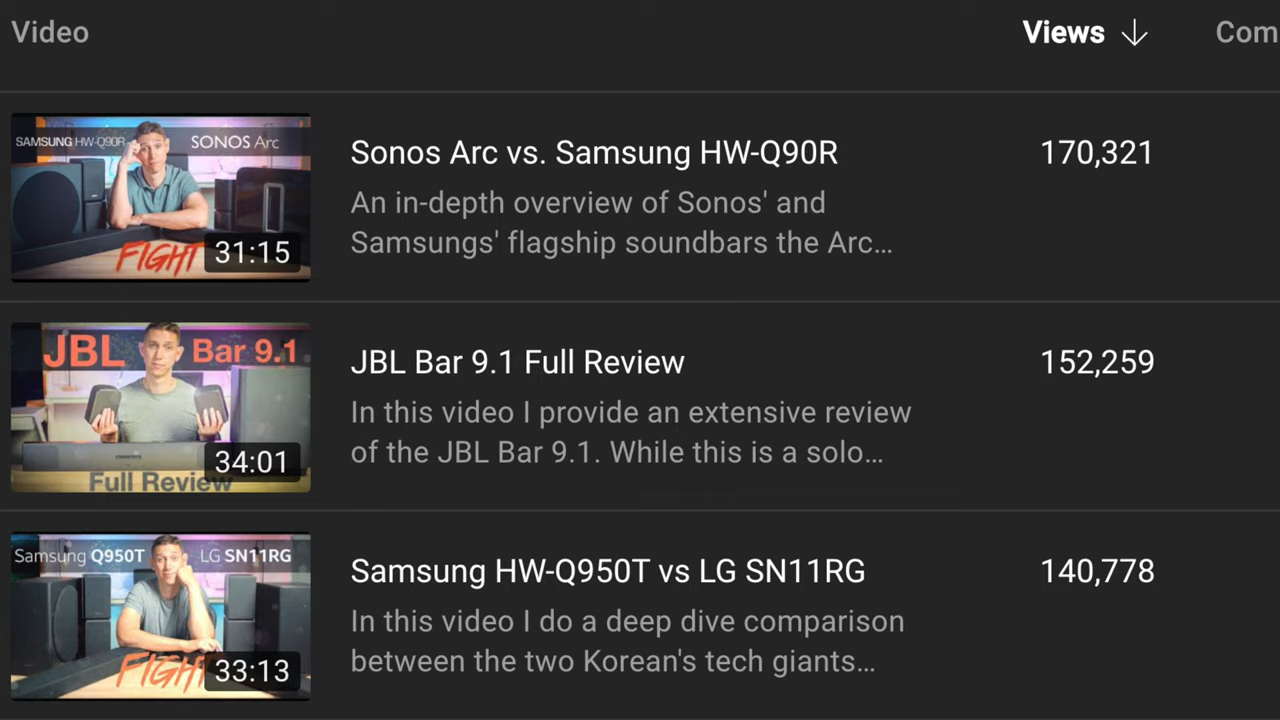 Video
Views ↓
Com
SAMSUNG HW-Q90R
SONOS Arc
FIGHT
31:15
Sonos Arc vs. Samsung HW-Q90R
170,321
An in-depth overview of Sonos' and
Samsungs' flagship soundbars the Arc...
JBL
Bar 9.1
Full Review
34:01
JBL Bar 9.1 Full Review
152,259
In this video I provide an extensive review
of the JBL Bar 9.1. While this is a solo...
Samsung Q950T
LG SN11RG
FIGHT
33:13
Samsung HW-Q950T vs LG SN11RG
140,778
In this video I do a deep dive comparison
between the two Korean's tech giants...